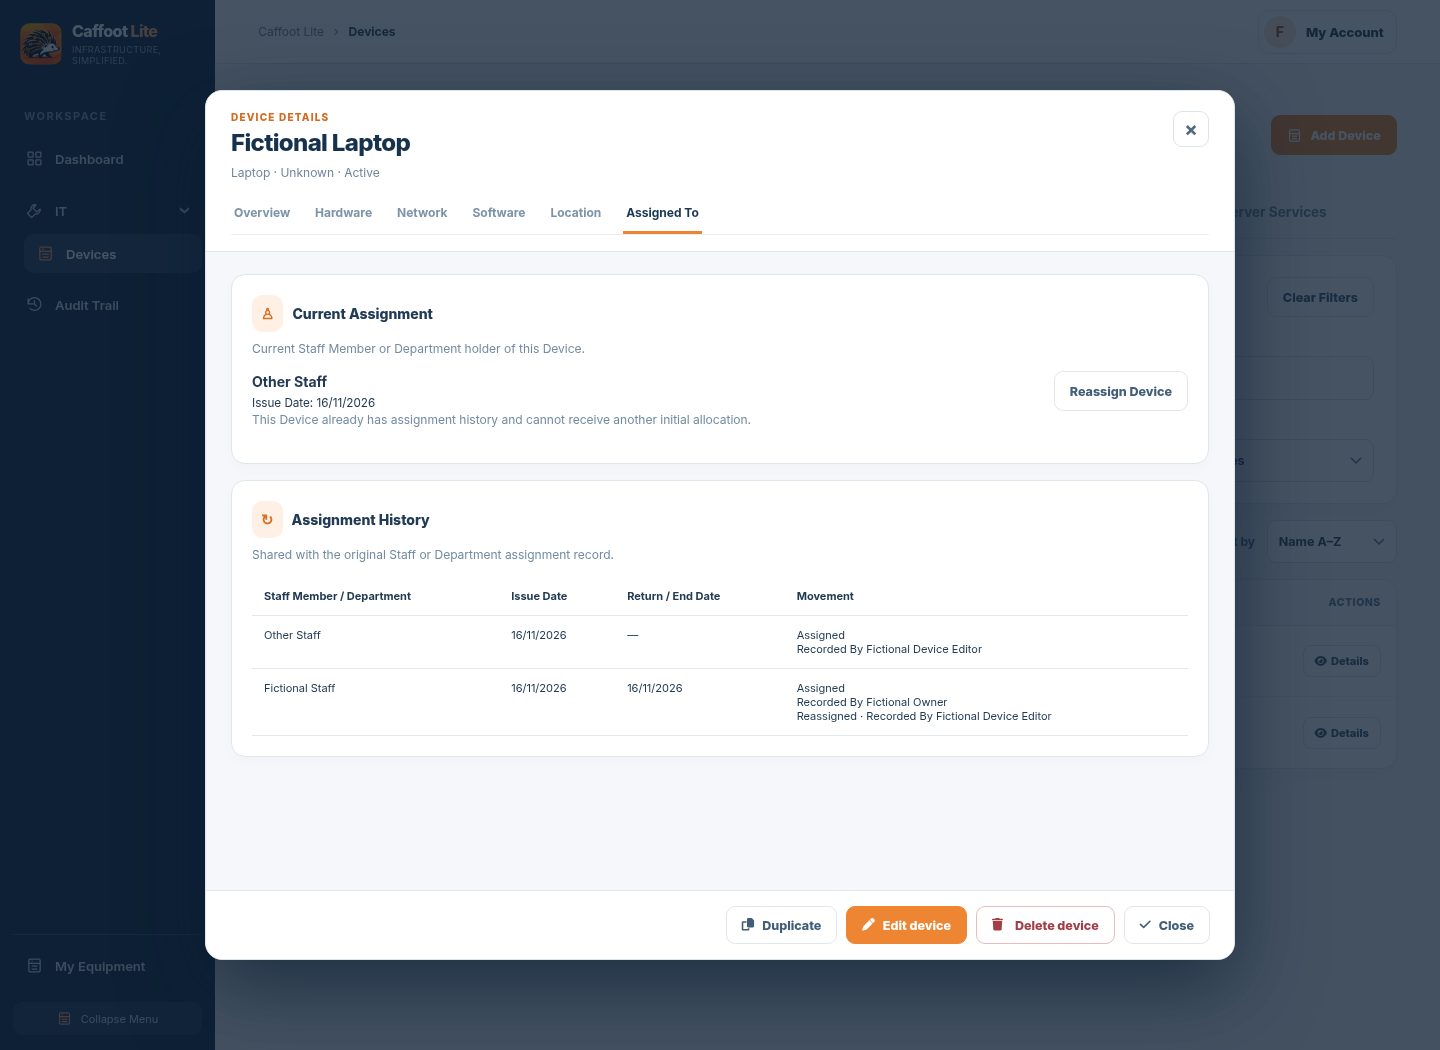 Caffoot Lite
INFRASTRUCTURE,
SIMPLIFIED.
Caffoot Lite › Devices
F My Account
WORKSPACE
Dashboard
IT
Devices
Audit Trail
My Equipment
Collapse Menu
Add Device
Clear Filters
Name A–Z
ACTIONS
Details
Details
DEVICE DETAILS
Fictional Laptop
Laptop · Unknown · Active
×
Overview Hardware Network Software Location Assigned To
Current Assignment
Current Staff Member or Department holder of this Device.
Other Staff
Issue Date: 16/11/2026
This Device already has assignment history and cannot receive another initial allocation.
Reassign Device
↻ Assignment History
Shared with the original Staff or Department assignment record.
Staff Member / Department Issue Date Return / End Date Movement
Other Staff 16/11/2026 — Assigned
Recorded By Fictional Device Editor
Fictional Staff 16/11/2026 16/11/2026 Assigned
Recorded By Fictional Owner
Reassigned · Recorded By Fictional Device Editor
Duplicate Edit device Delete device Close